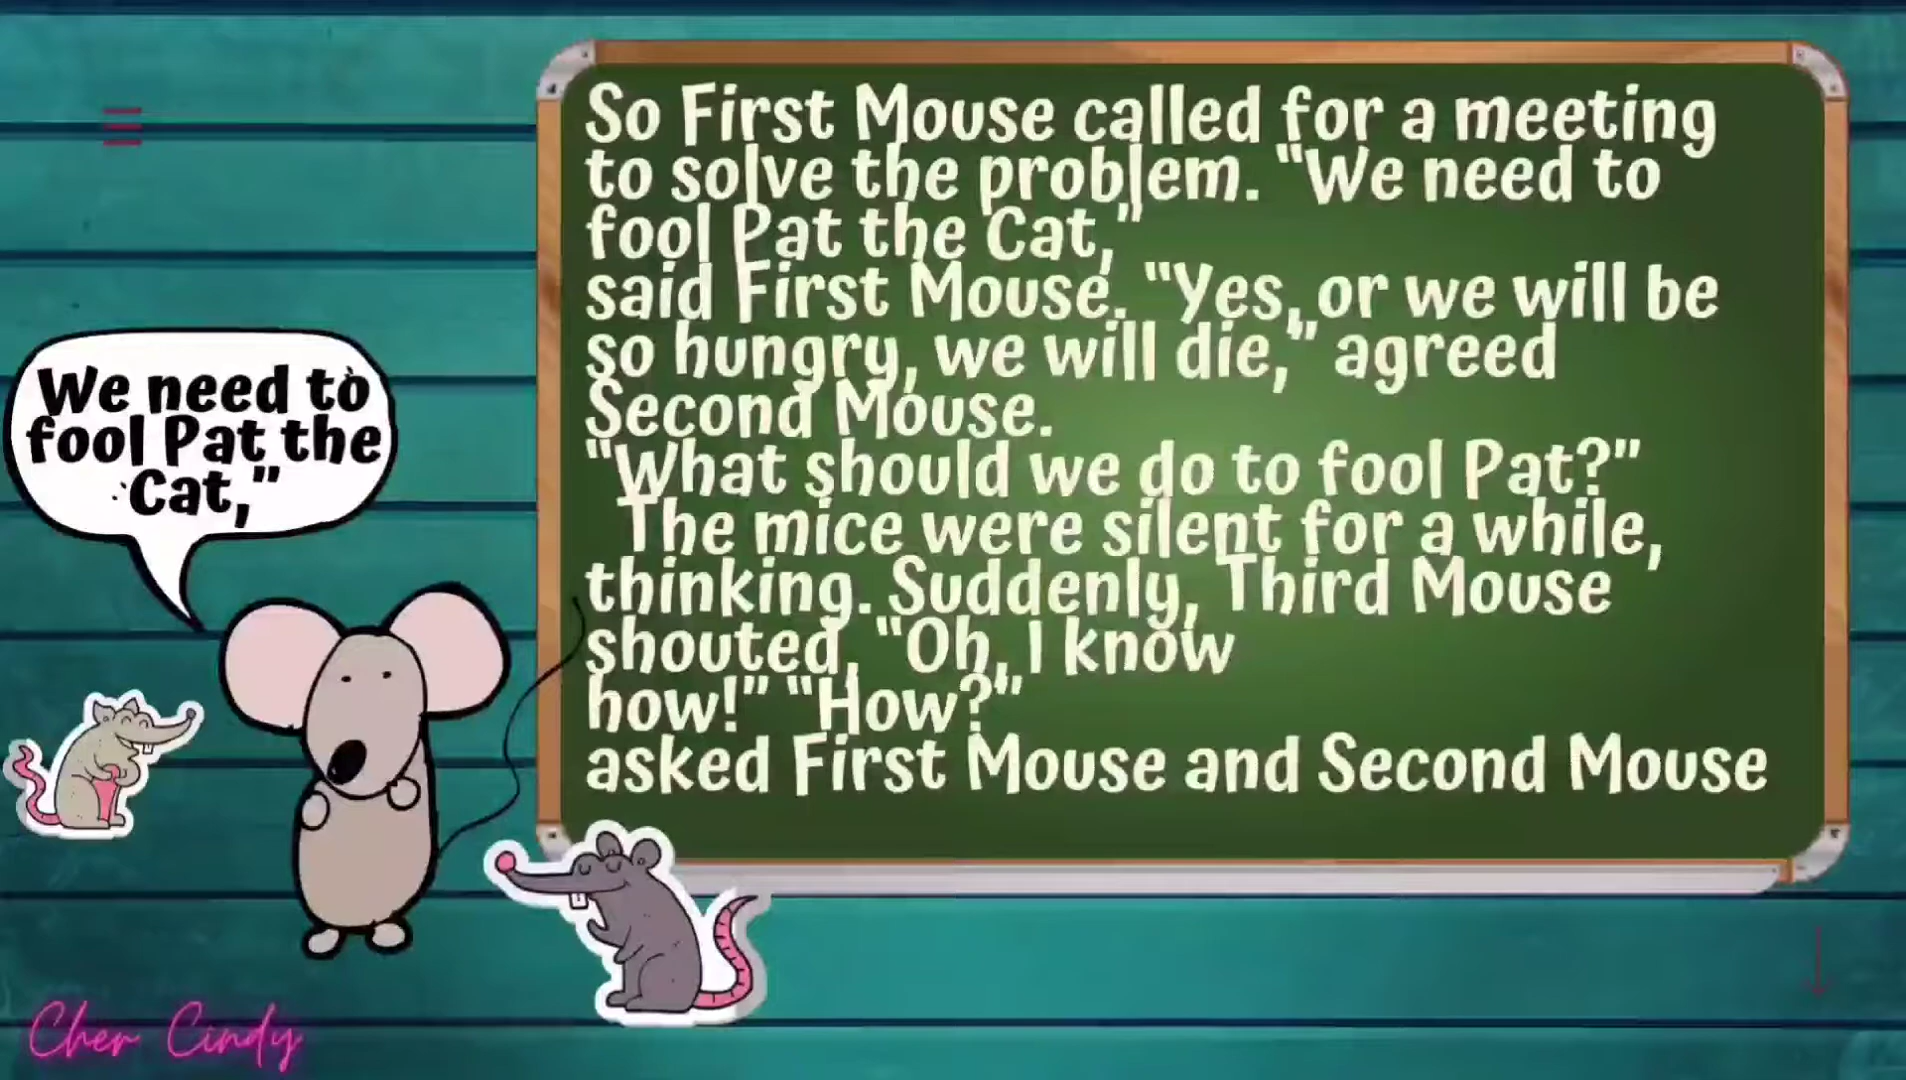 So First Mouse called for a meeting
to solve the problem. "We need to
fool Pat the Cat,"
said First Mouse. "Yes, or we will be
so hungry, we will die," agreed
Second Mouse.
"What should we do to fool Pat?"
The mice were silent for a while,
thinking. Suddenly, Third Mouse
shouted, "Oh, I know
how!" "How?"
asked First Mouse and Second Mouse
We need to
fool Pat the
Cat,"
Cher Cindy